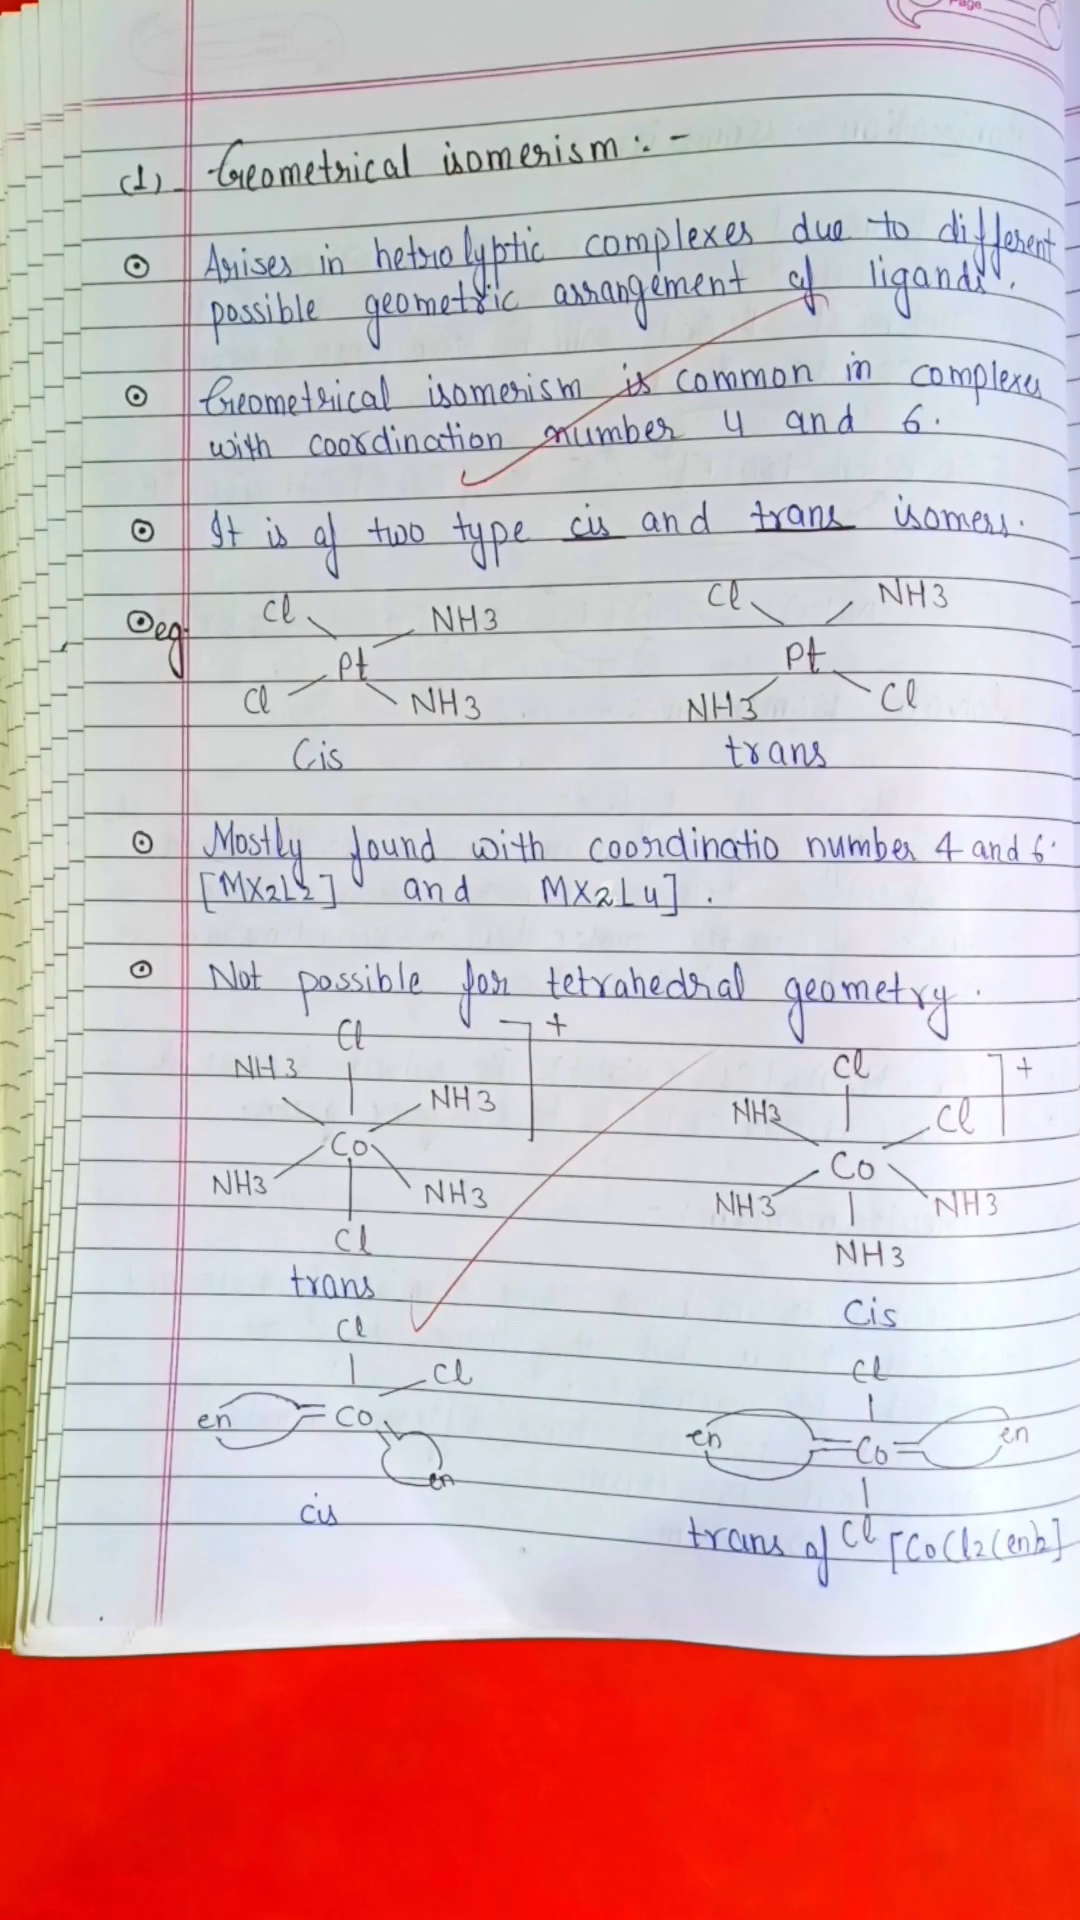 Page
(1) Geometrical isomerism :-
Arises in hetrolyptic complexes due to different
possible geometric arrangement of ligands.
Geometrical isomerism is common in complexes
with coordination number 4 and 6.
It is of two type cis and trans isomers.
eg.
Cl NH3 Cl NH3
Pt Pt
Cl NH3 NH3 Cl
Cis trans
Mostly found with coordinatio number 4 and 6.
[MX2L2] and MX2L4].
Not possible for tetrahedral geometry.
Cl ]+ Cl ]+
NH3 NH3 NH3 Cl
Co Co
NH3 NH3 NH3 NH3
Cl NH3
trans Cis
Cl Cl
Cl
en Co en Co en
en
cis Cl
trans of [CoCl2(en)2]